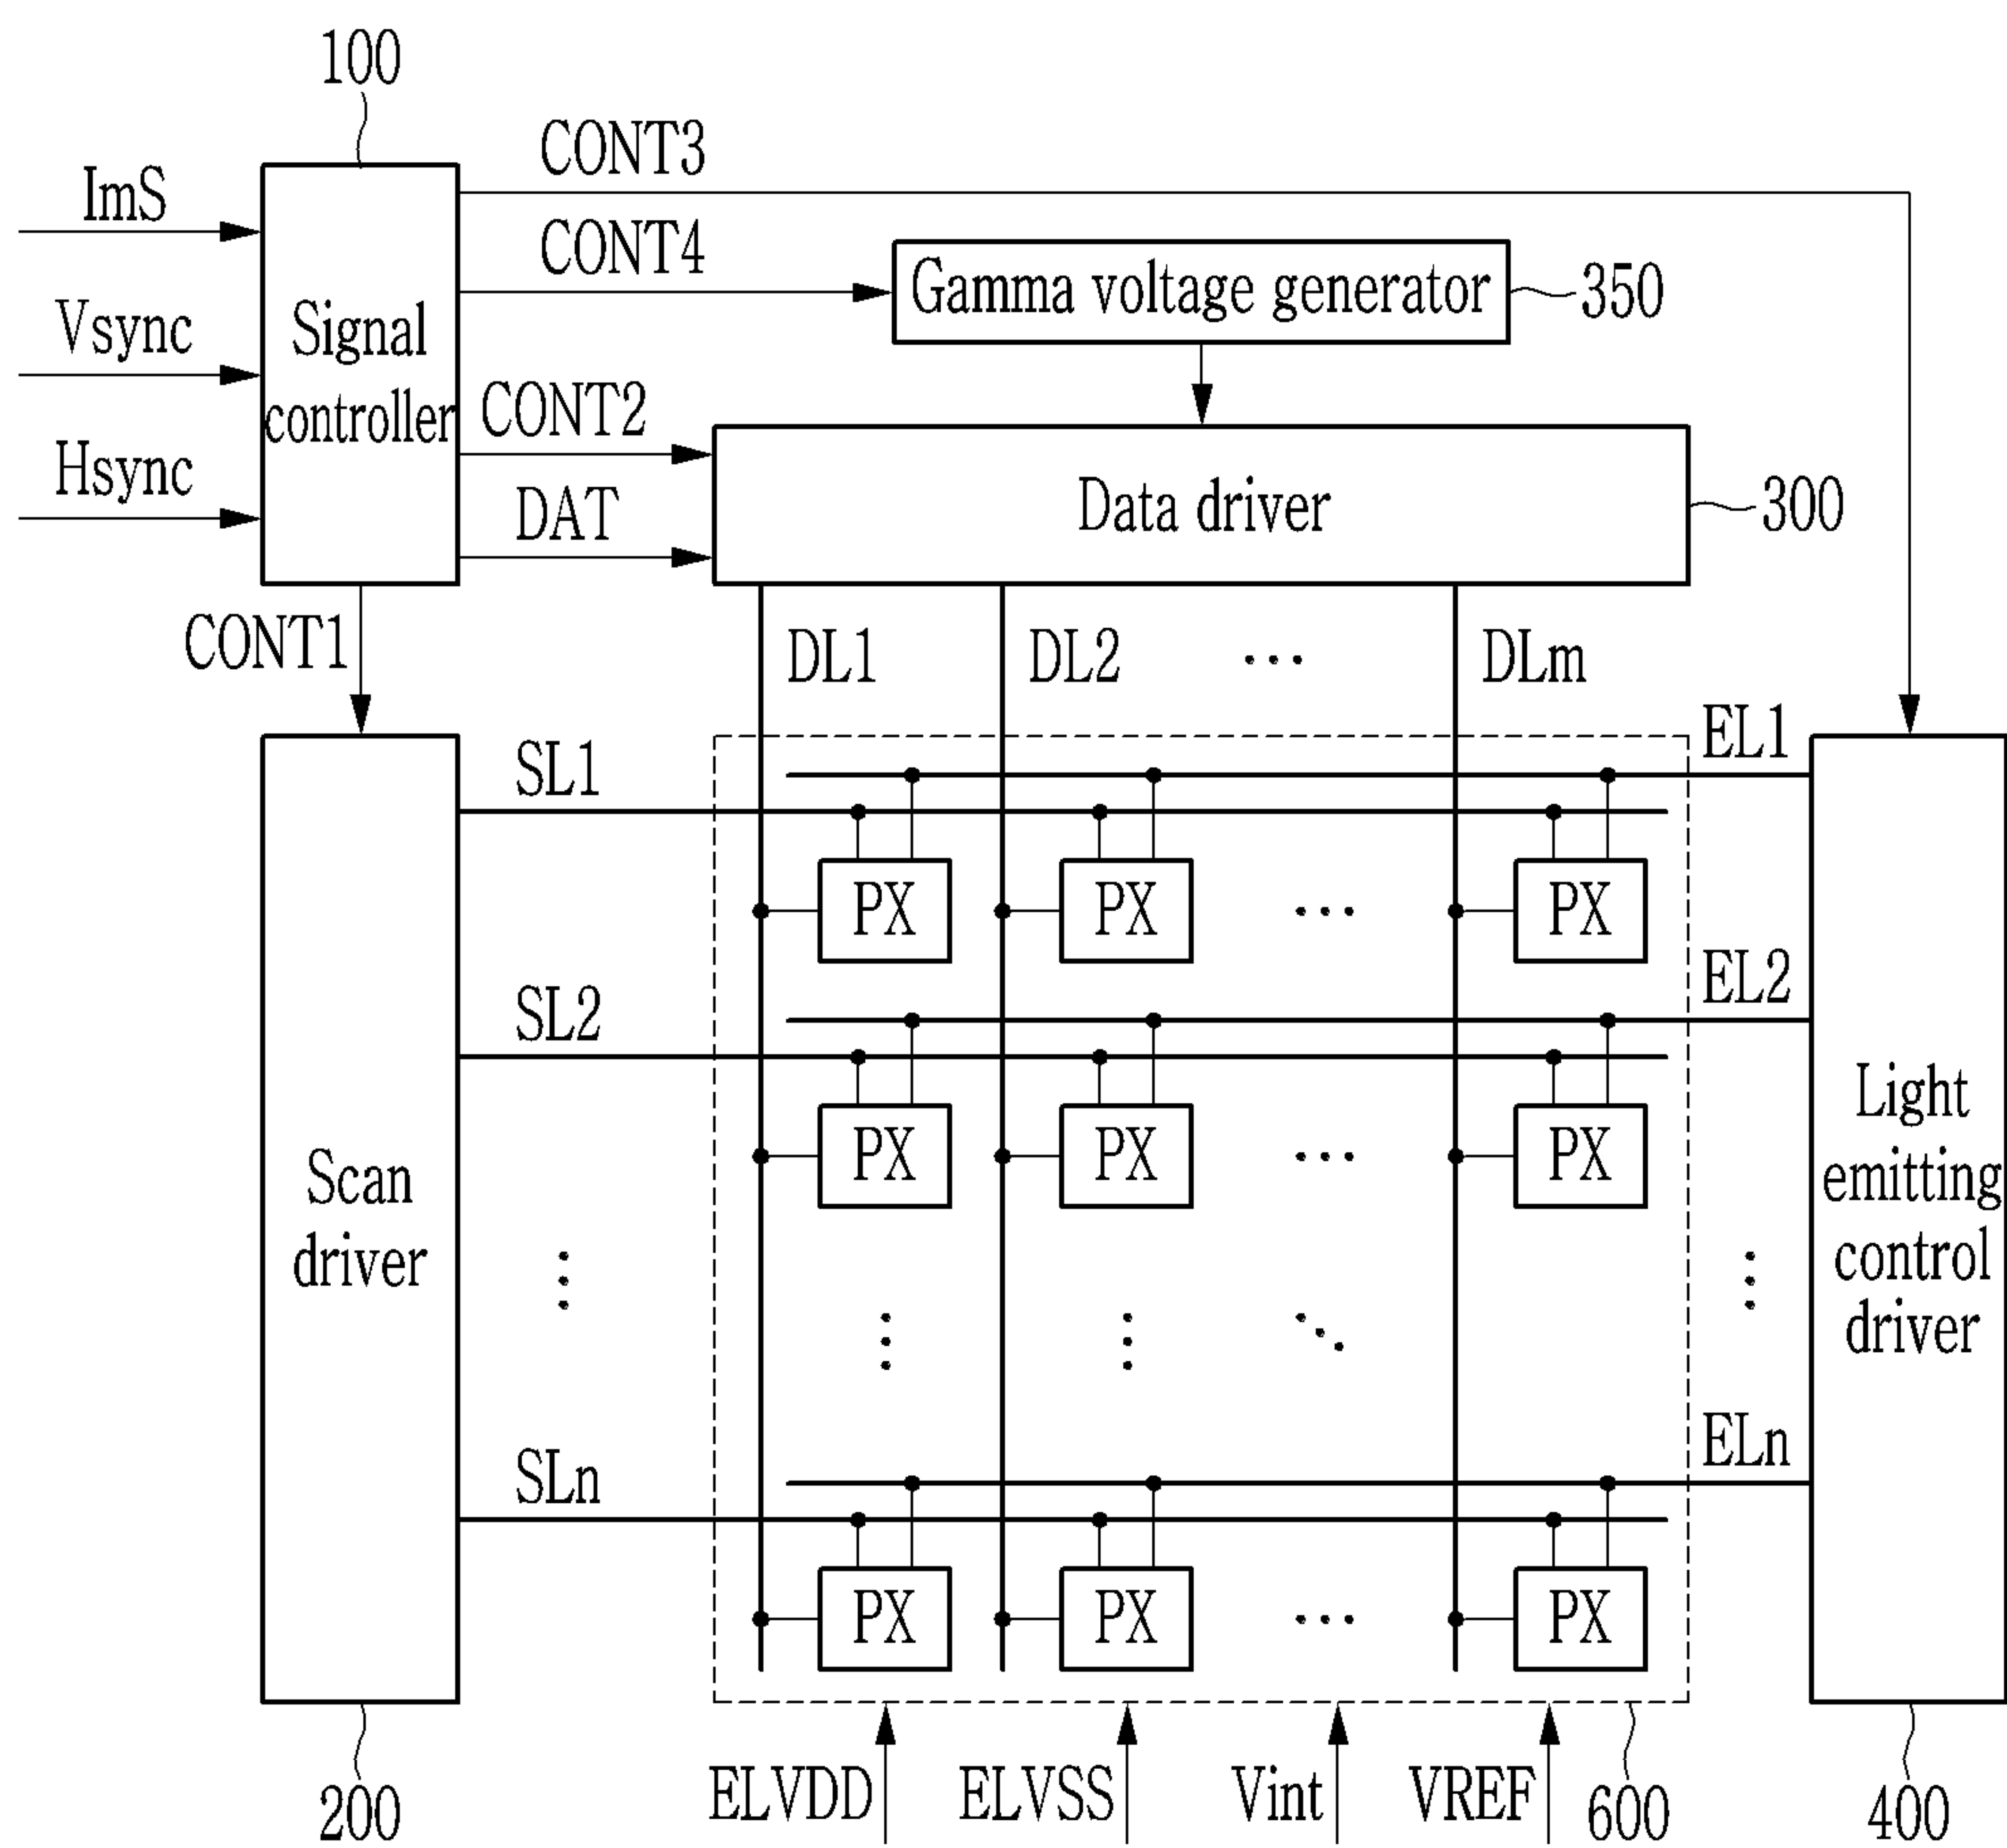 100
CONT3
ImS
CONT4
Gamma voltage generator
350
Vsync
Signal
controller
CONT2
Hsync
DAT
Data driver
300
CONT1
DL1
DL2
...
DLm
EL1
SL1
PX
PX
...
PX
EL2
SL2
PX
PX
...
PX
Light
emitting
control
driver
Scan
driver
ELn
SLn
PX
PX
...
PX
ELVDD
ELVSS
Vint
VREF
200
600
400